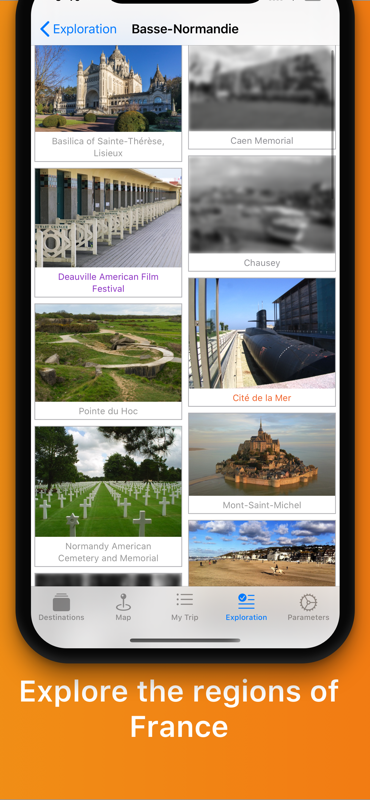 Exploration
Basse-Normandie
Basilica of Sainte-Thérèse,
Lisieux
Caen Memorial
Deauville American Film
Festival
Chausey
Pointe du Hoc
Cité de la Mer
Normandy American
Cemetery and Memorial
Mont-Saint-Michel
Destinations
Map
My Trip
Exploration
Parameters
Explore the regions of
France